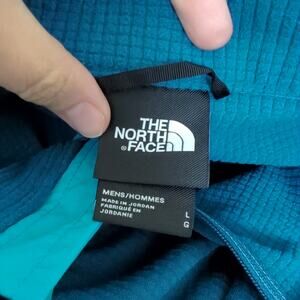 THE
NORTH
FACE
MENS/HOMMES
MADE IN JORDAN
FABRIQUÉ EN
JORDANIE
L
G